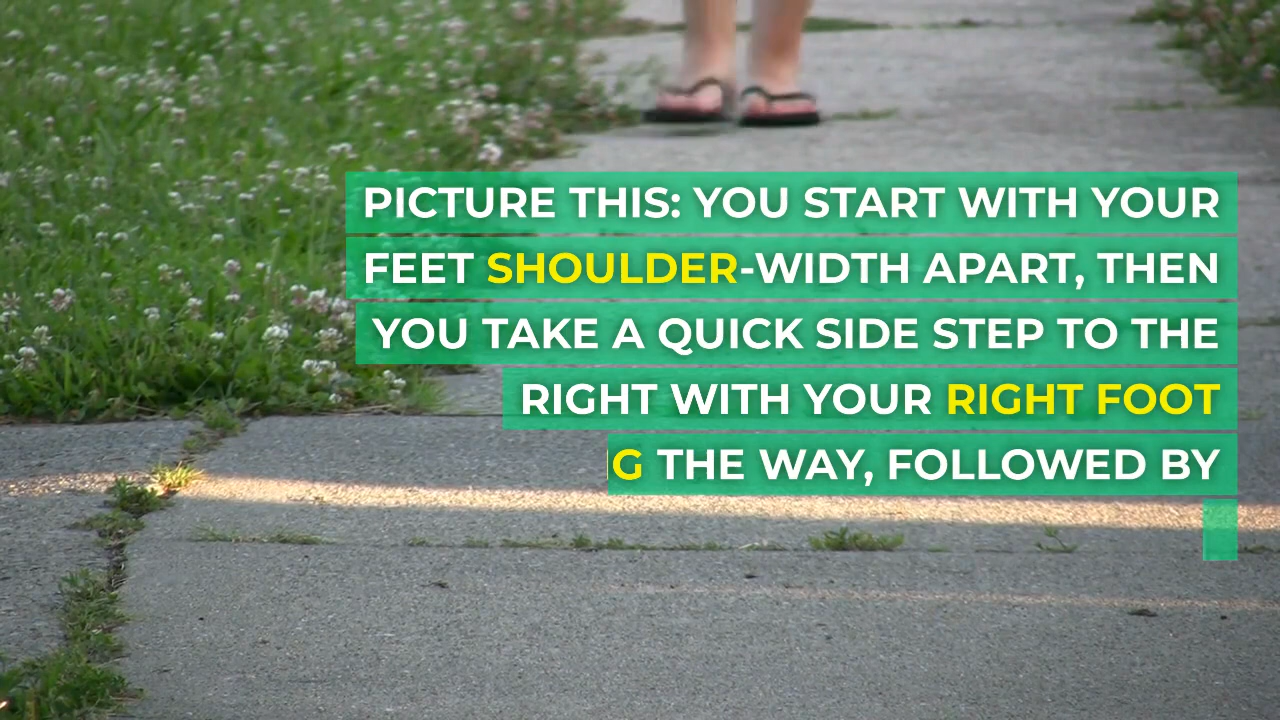 PICTURE THIS: YOU START WITH YOUR
FEET SHOULDER-WIDTH APART, THEN
YOU TAKE A QUICK SIDE STEP TO THE
RIGHT WITH YOUR RIGHT FOOT
G THE WAY, FOLLOWED BY